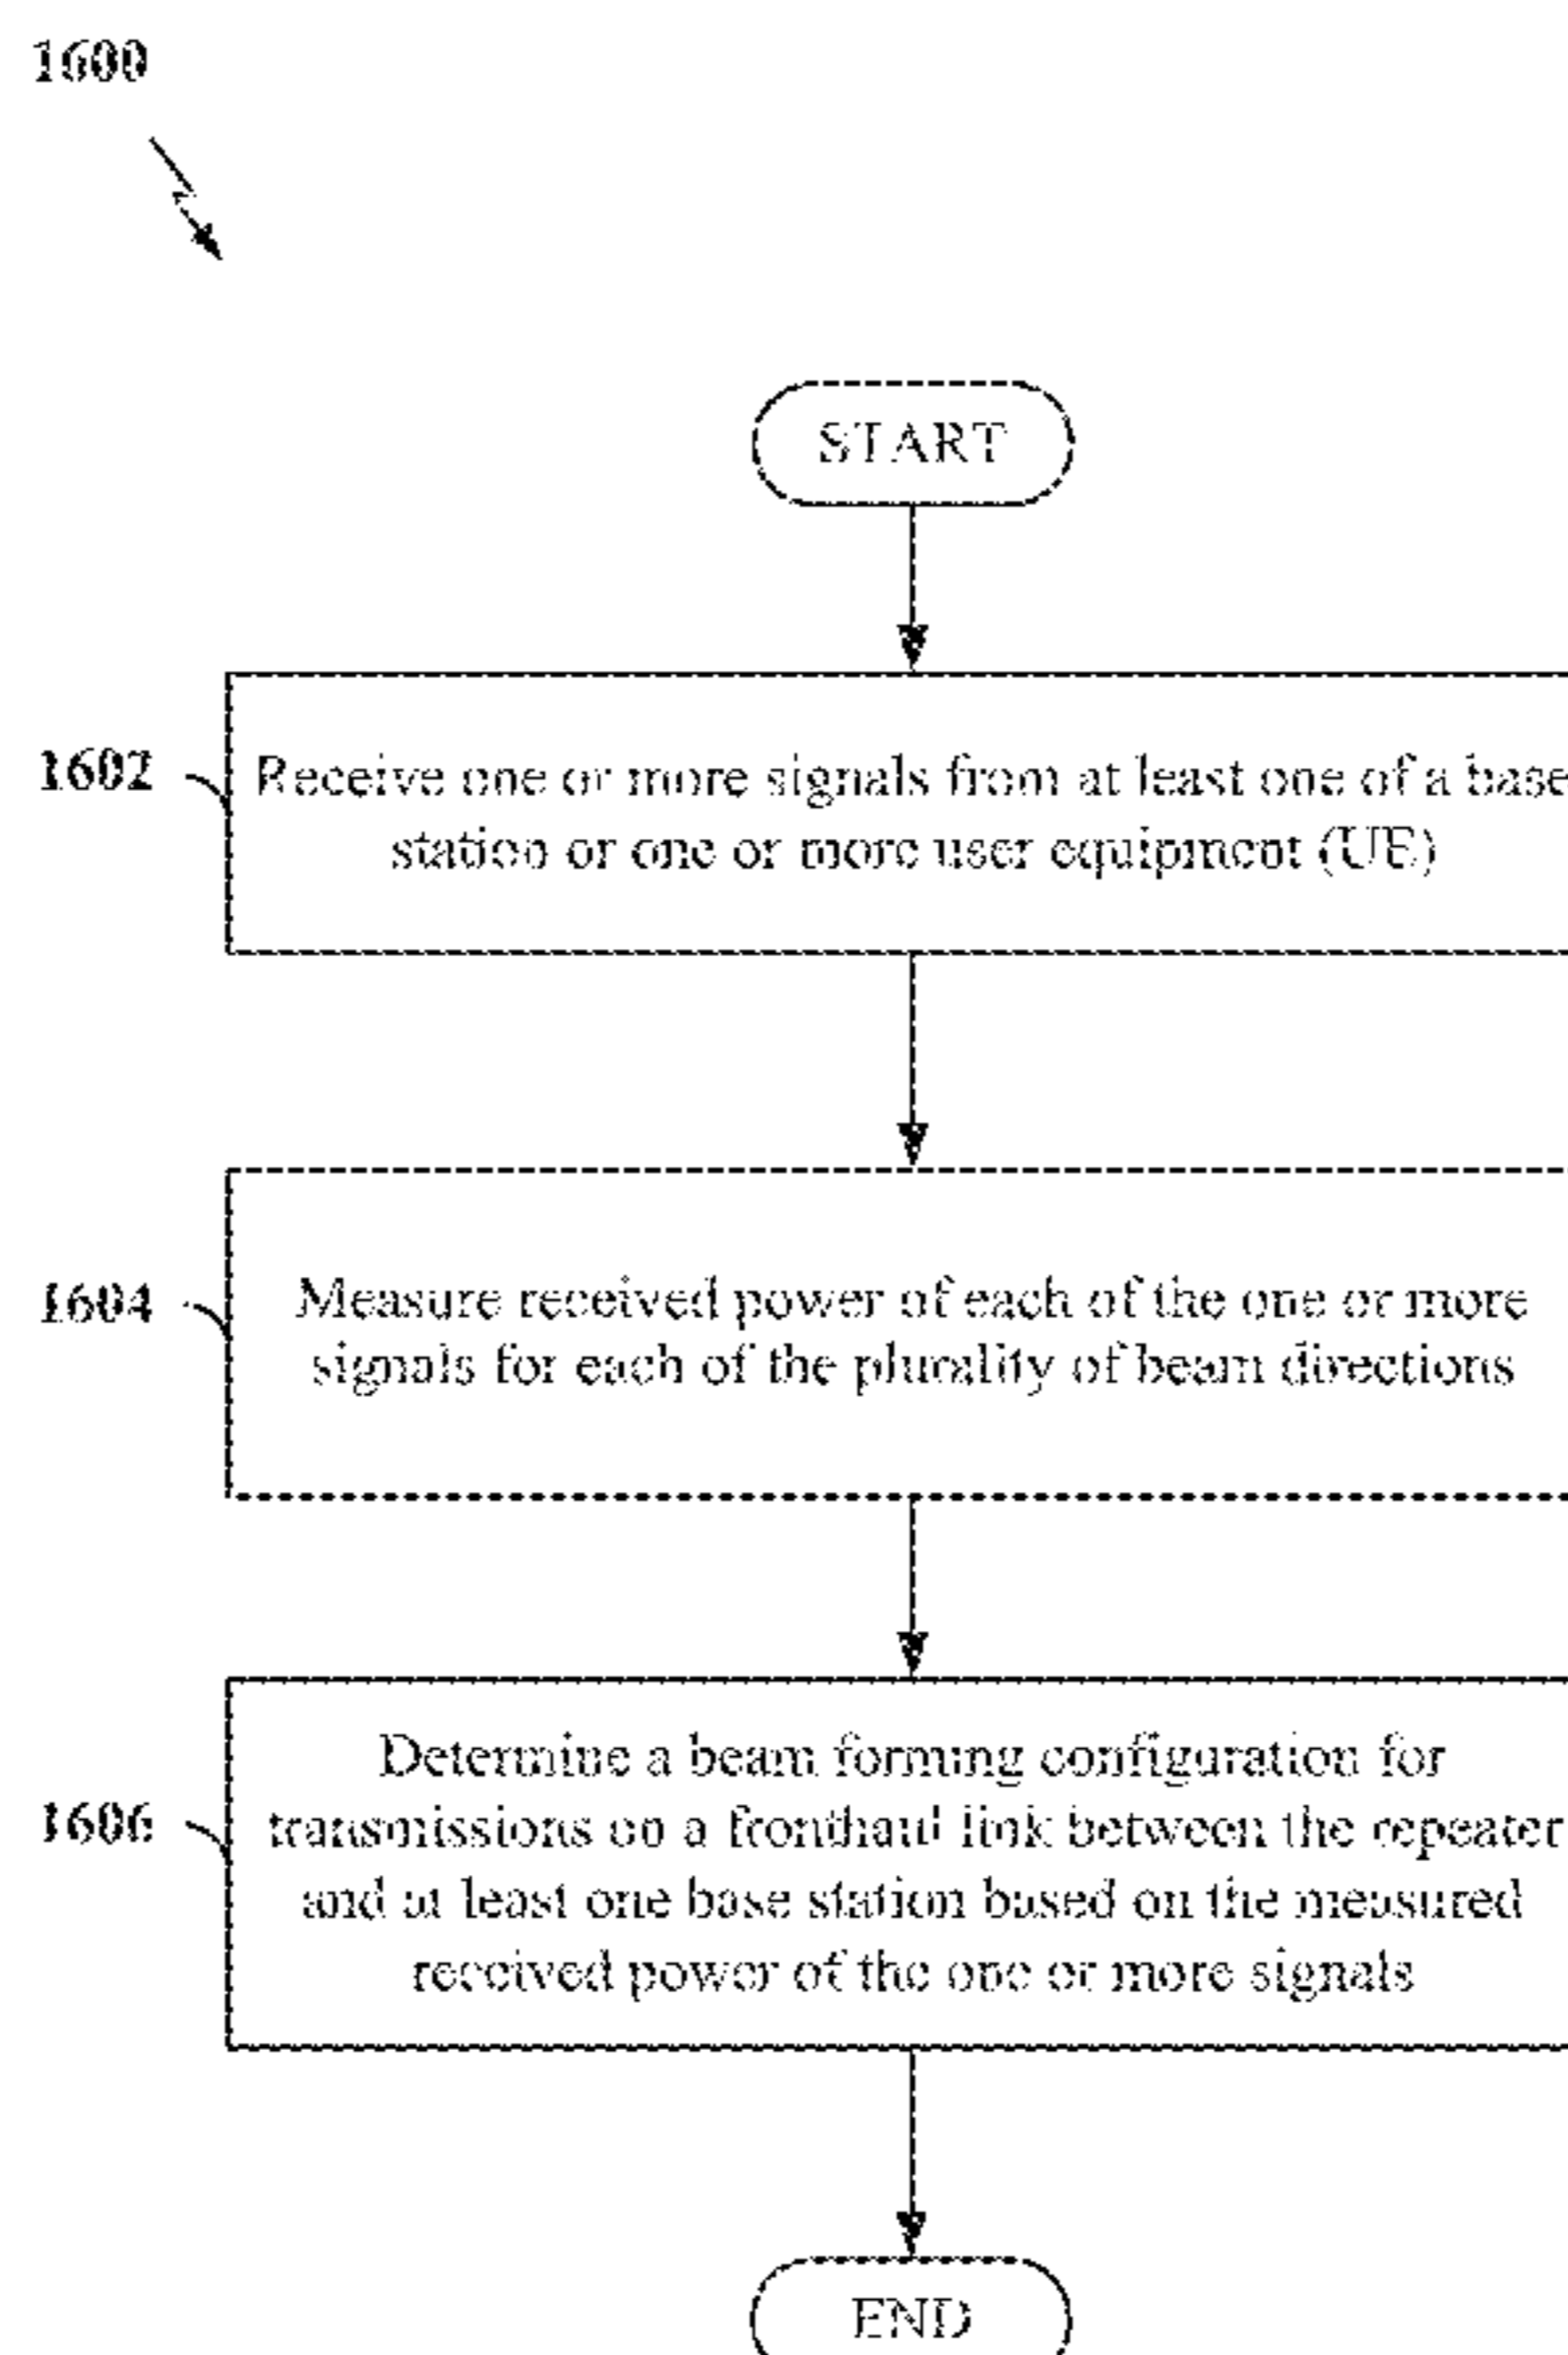 1600
START
1602
Receive one or more signals from at least one of a base
station or one or more user equipment (UE)
1604
Measure received power of each of the one or more
signals for each of the plurality of beam directions
1606
Determine a beam forming configuration for
transmissions on a fronthaul link between the repeater
and at least one base station based on the measured
received power of the one or more signals
END